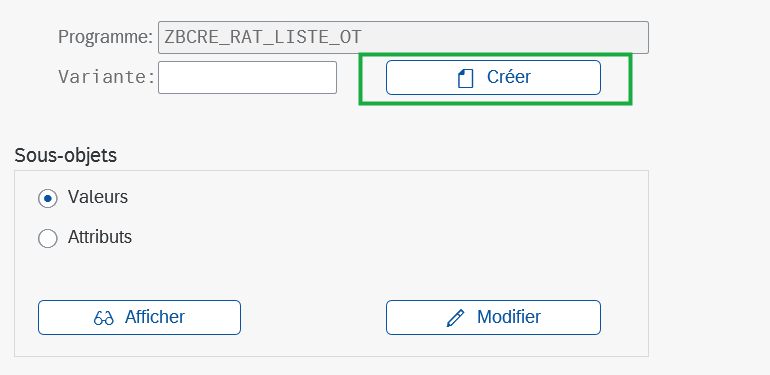 Programme: ZBCRE_RAT_LISTE_OT
Variante: Créer
Sous-objets
Valeurs
Attributs
Afficher Modifier